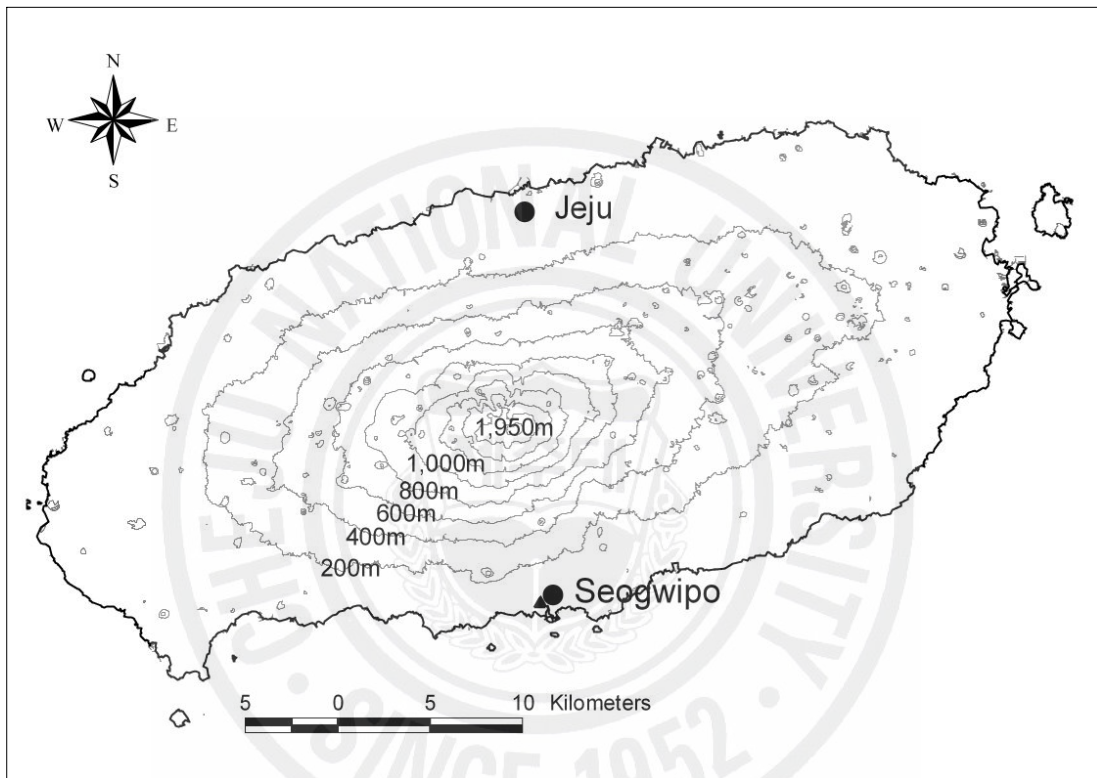 N
W E
S
Jeju
1,950m
1,000m
800m
600m
400m
200m
Seogwipo
5 0 5 10 Kilometers
CHEJU NATIONAL UNIVERSITY
SINCE 1952